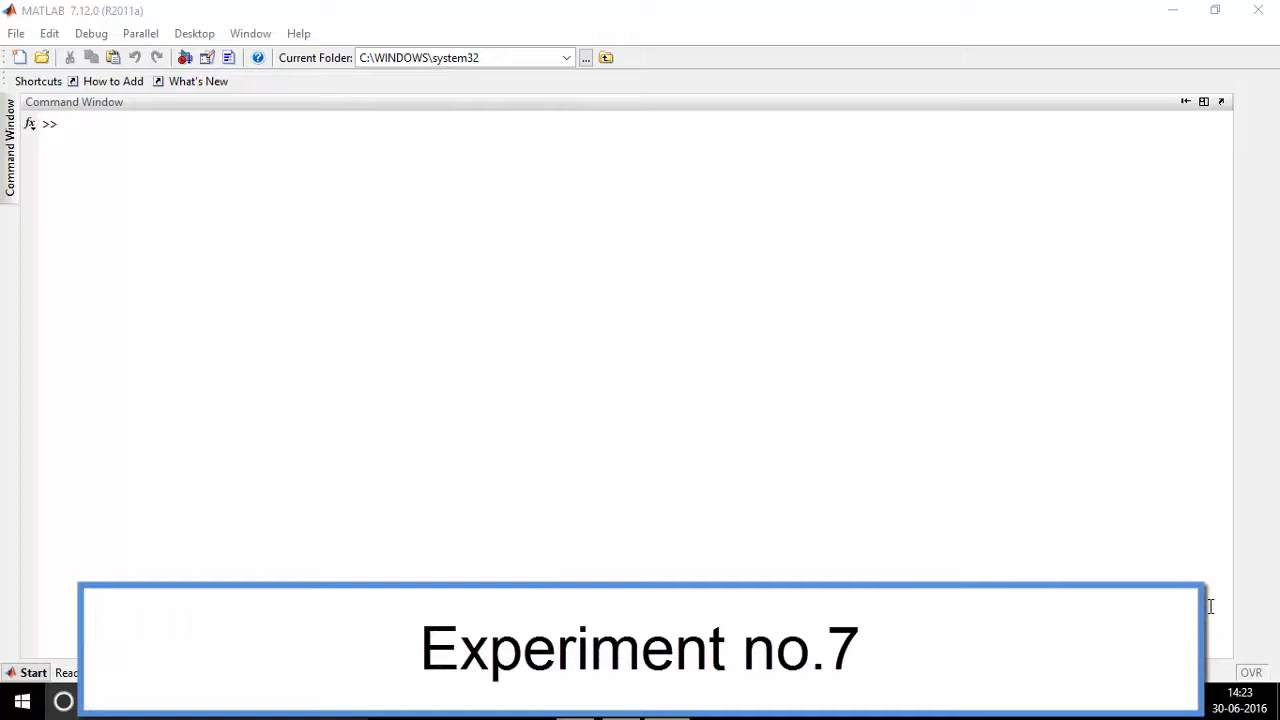 MATLAB 7.12.0 (R2011a)
File Edit Debug Parallel Desktop Window Help
Current Folder: C:\WINDOWS\system32 ...
Shortcuts How to Add What's New
Command Window
Command Window
fx >>
Experiment no.7
Start Read OVR
14:23
30-06-2016